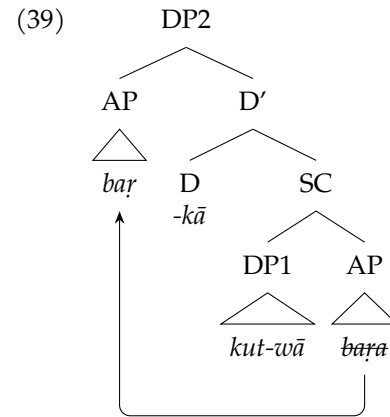 (39) DP2
AP D’
baṛ D SC
-kā
DP1 AP
kut-wā baṛa